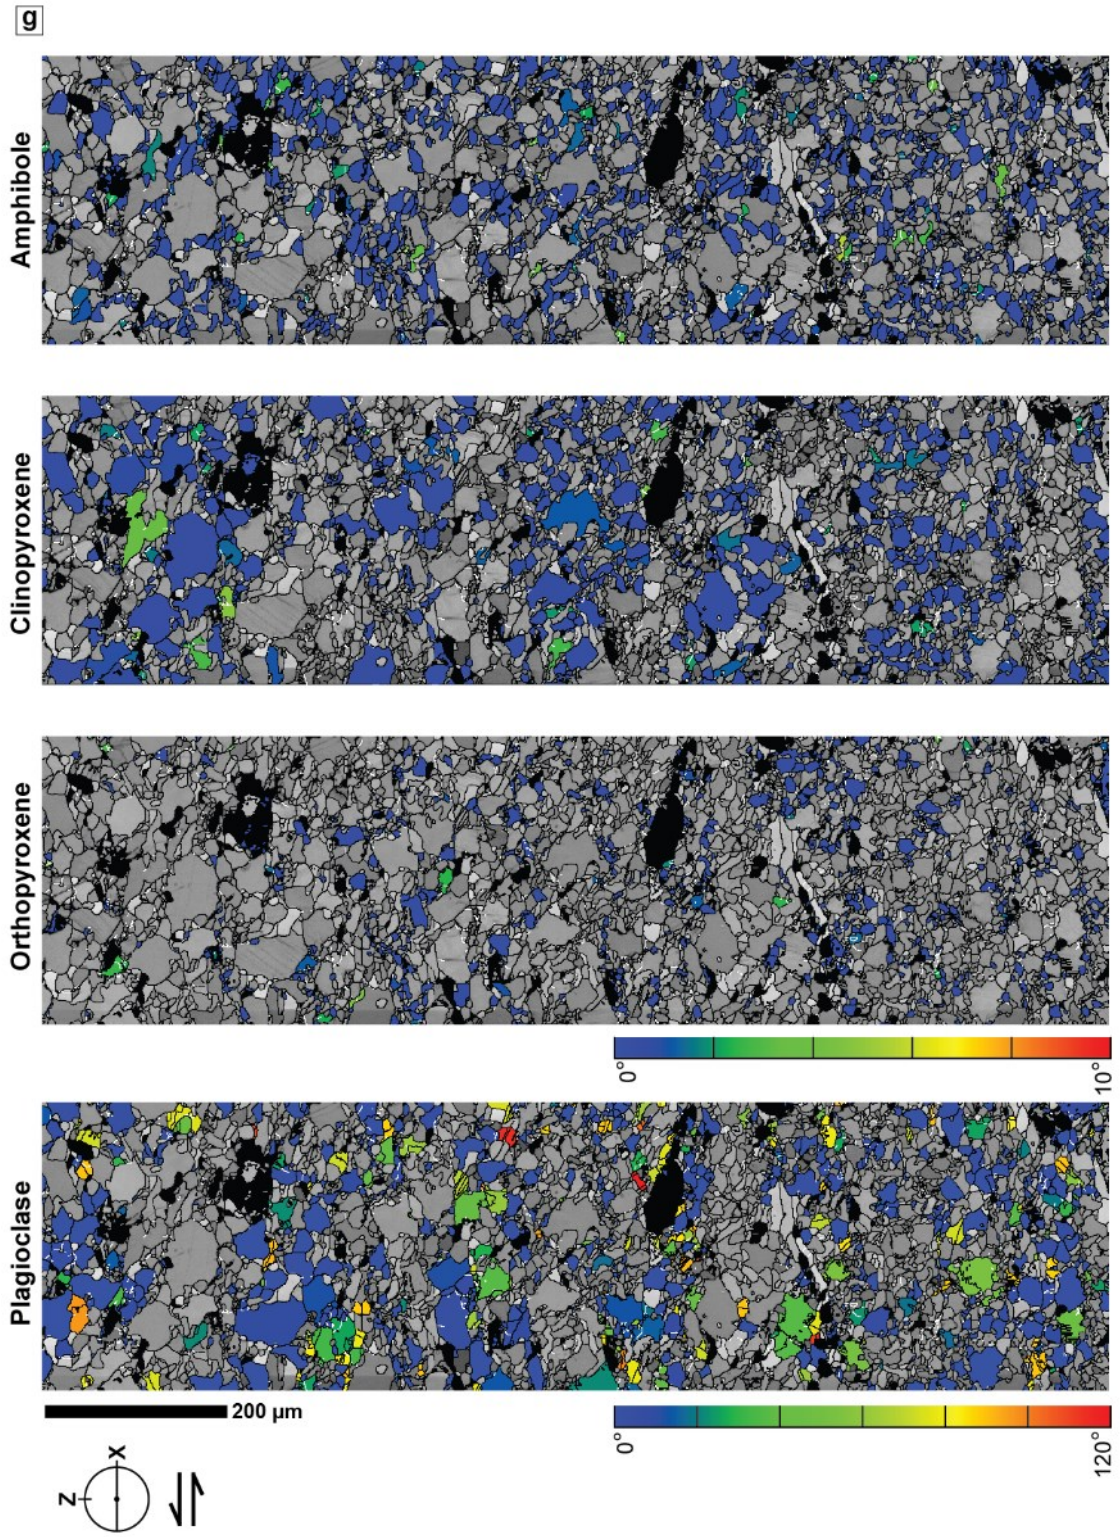 g
Amphibole
Clinopyroxene
Orthopyroxene
0°
10°
Plagioclase
200 µm
0°
120°
Z
X